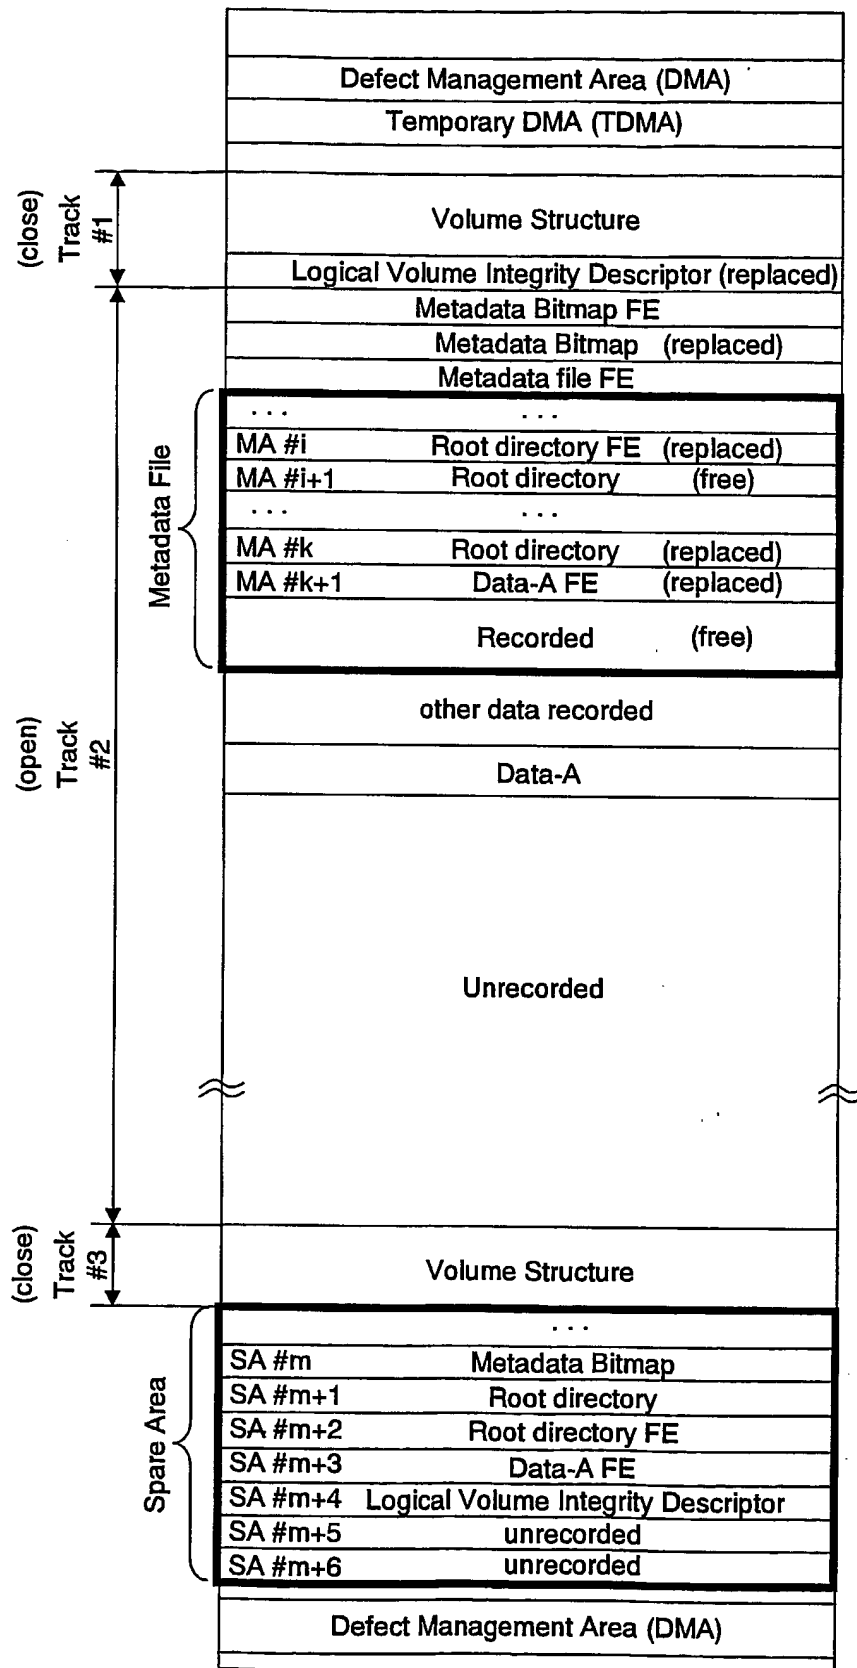 Defect Management Area (DMA)
Temporary DMA (TDMA)
(close)
Track
#1
Volume Structure
Logical Volume Integrity Descriptor (replaced)
Metadata Bitmap FE
Metadata Bitmap (replaced)
Metadata file FE
Metadata File
. . . . . .
MA #i Root directory FE (replaced)
MA #i+1 Root directory (free)
. . . . . .
MA #k Root directory (replaced)
MA #k+1 Data-A FE (replaced)
Recorded (free)
(open)
Track
#2
other data recorded
Data-A
Unrecorded
(close)
Track
#3
Volume Structure
Spare Area
. . .
SA #m Metadata Bitmap
SA #m+1 Root directory
SA #m+2 Root directory FE
SA #m+3 Data-A FE
SA #m+4 Logical Volume Integrity Descriptor
SA #m+5 unrecorded
SA #m+6 unrecorded
Defect Management Area (DMA)